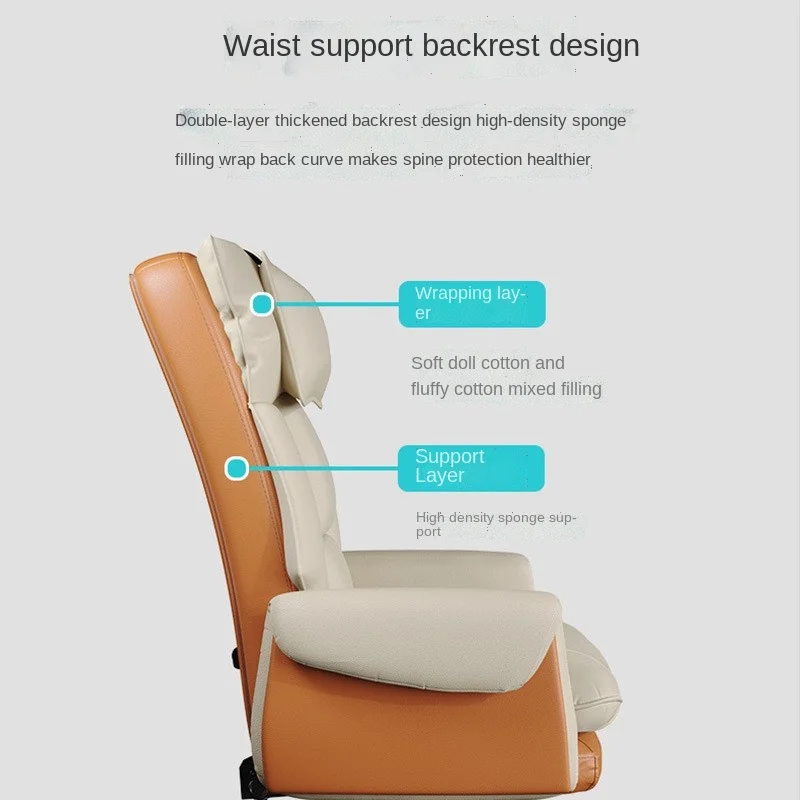 Waist support backrest design
Double-layer thickened backrest design high-density sponge
filling wrap back curve makes spine protection healthier
Wrapping lay-
er
Soft doll cotton and
fluffy cotton mixed filling
Support
Layer
High density sponge sup-
port